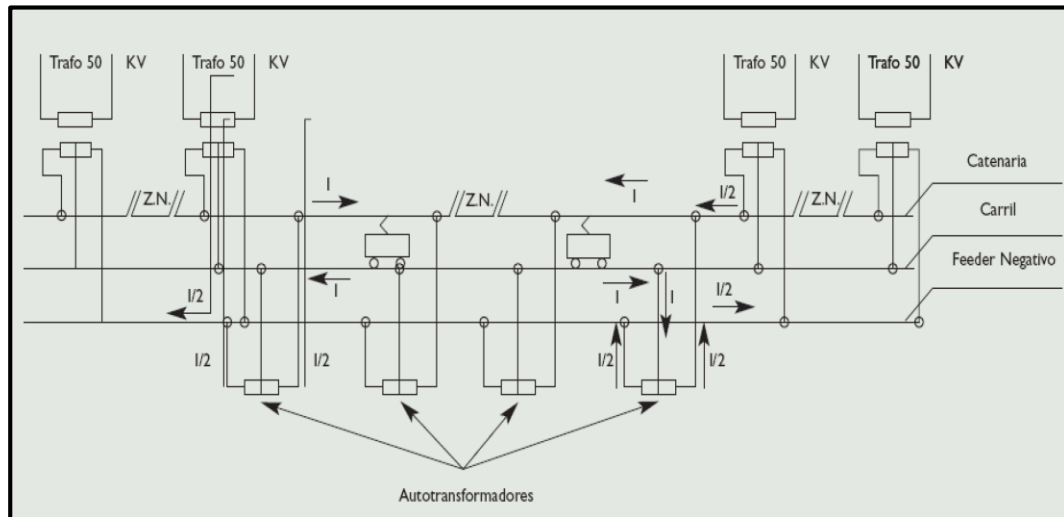 Trafo 50 KV
Trafo 50 KV
Trafo 50 KV
Trafo 50 KV
Catenaria
Z.N.
I
I
I/2
Z.N.
Z.N.
Carril
Feeder Negativo
I/2
I
I
I
I/2
I/2
I/2
I/2
I/2
Autotransformadores